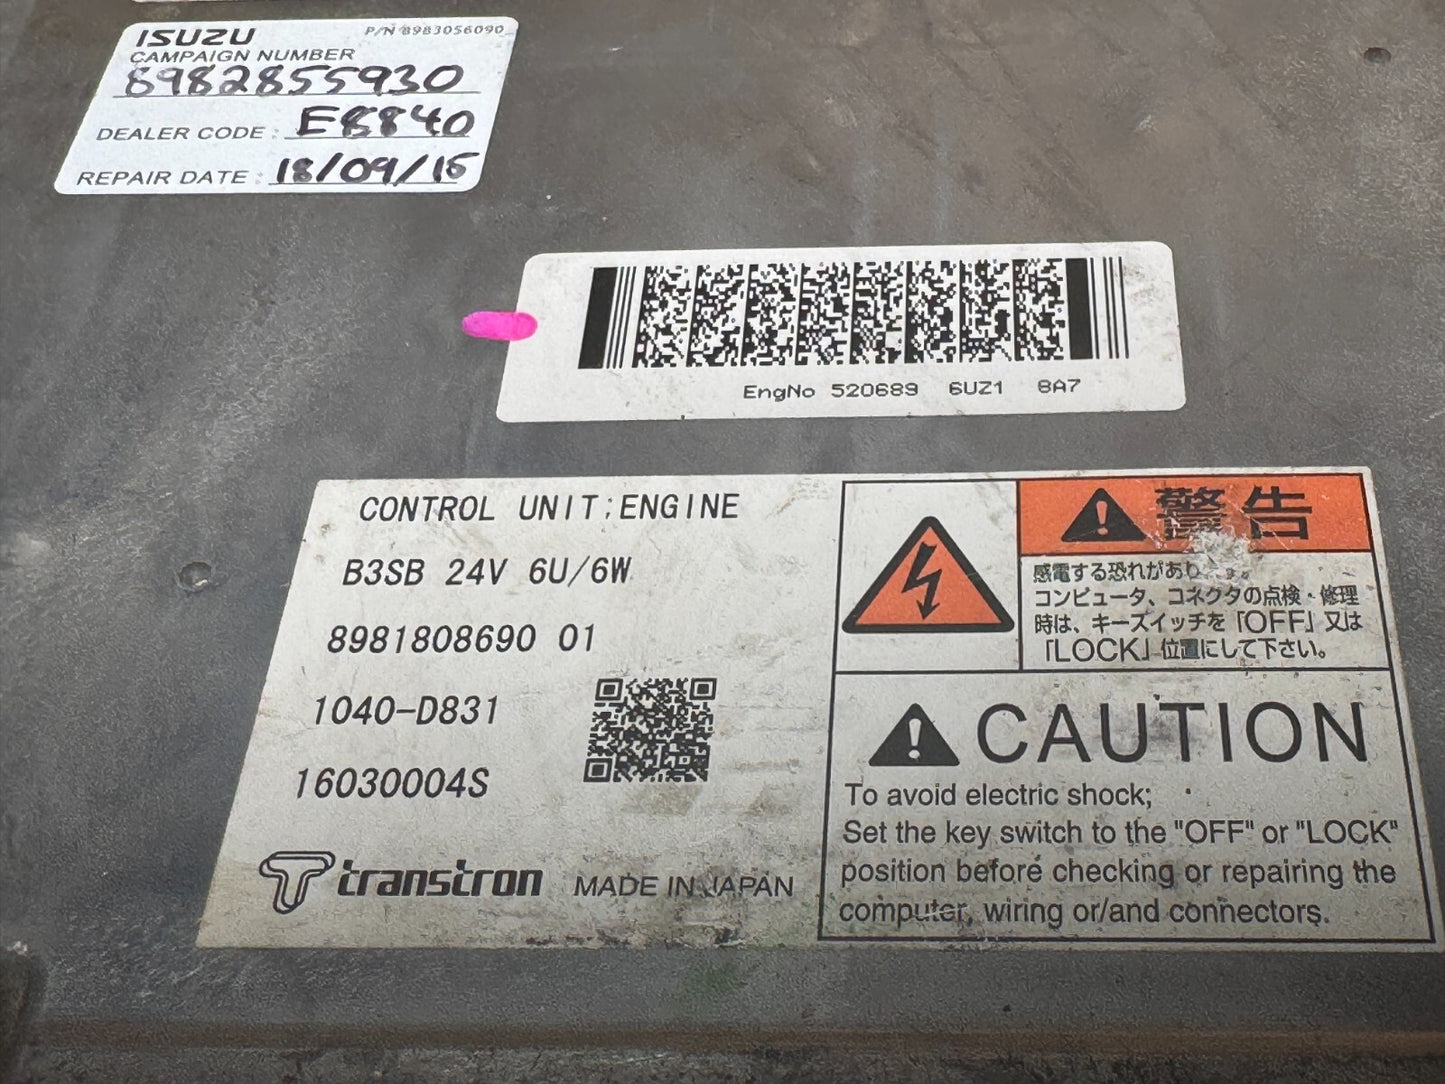 ISUZU P/N 8983056090
CAMPAIGN NUMBER
8982855930
DEALER CODE : E8840
REPAIR DATE : 18/09/15
EngNo 520689 6UZ1 8A7
CONTROL UNIT;ENGINE
B3SB 24V 6U/6W
8981808690 01
1040-D831
16030004S
transtron MADE IN JAPAN
警告
感電する恐れがあります。
コンピュータ、コネクタの点検・修理
時は、キースイッチを「OFF」又は
「LOCK」位置にして下さい。
CAUTION
To avoid electric shock;
Set the key switch to the "OFF" or "LOCK"
position before checking or repairing the
computer, wiring or/and connectors.